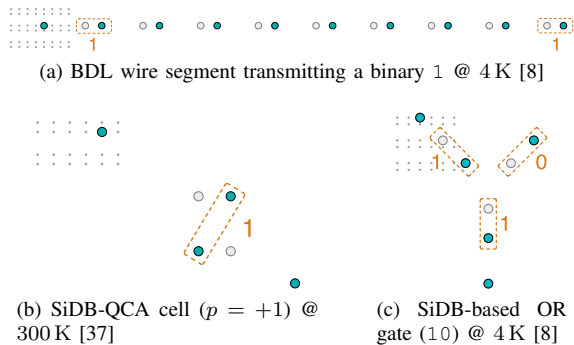 1
1
(a) BDL wire segment transmitting a binary 1 @ 4 K [8]
1
0
1
1
(b) SiDB-QCA cell (p = +1) @
300 K [37]
(c) SiDB-based OR
gate (10) @ 4 K [8]